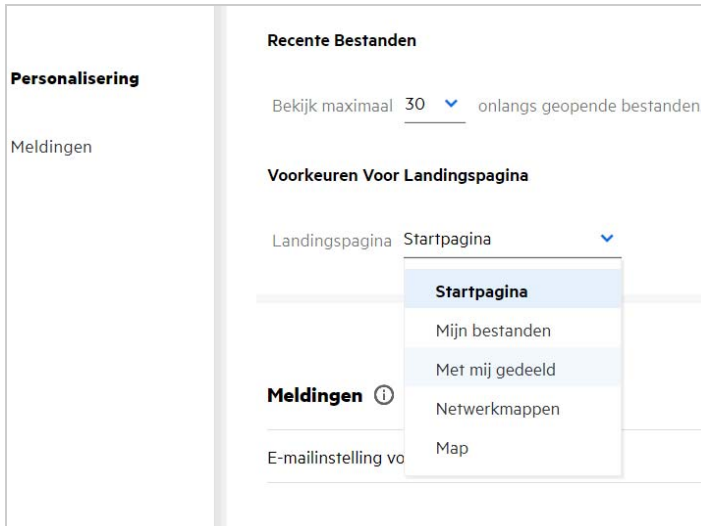 Recente Bestanden
Personalisering
Bekijk maximaal 30 onlangs geopende bestanden
Meldingen
Voorkeuren Voor Landingspagina
Landingspagina Startpagina
Startpagina
Mijn bestanden
Met mij gedeeld
Meldingen
Netwerkmappen
Map
E-mailinstelling vo